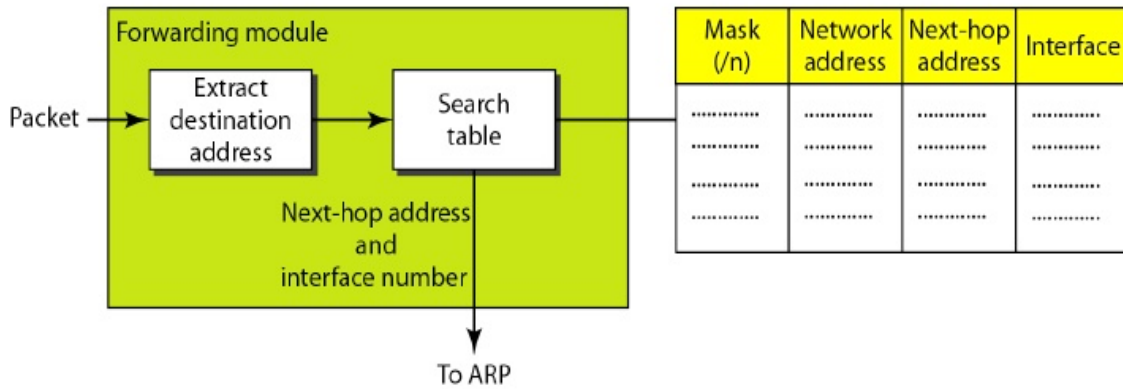 Forwarding module
Packet
Extract
destination
address
Search
table
Next-hop address
and
interface number
To ARP
Mask
(/n)
Network
address
Next-hop
address
Interface